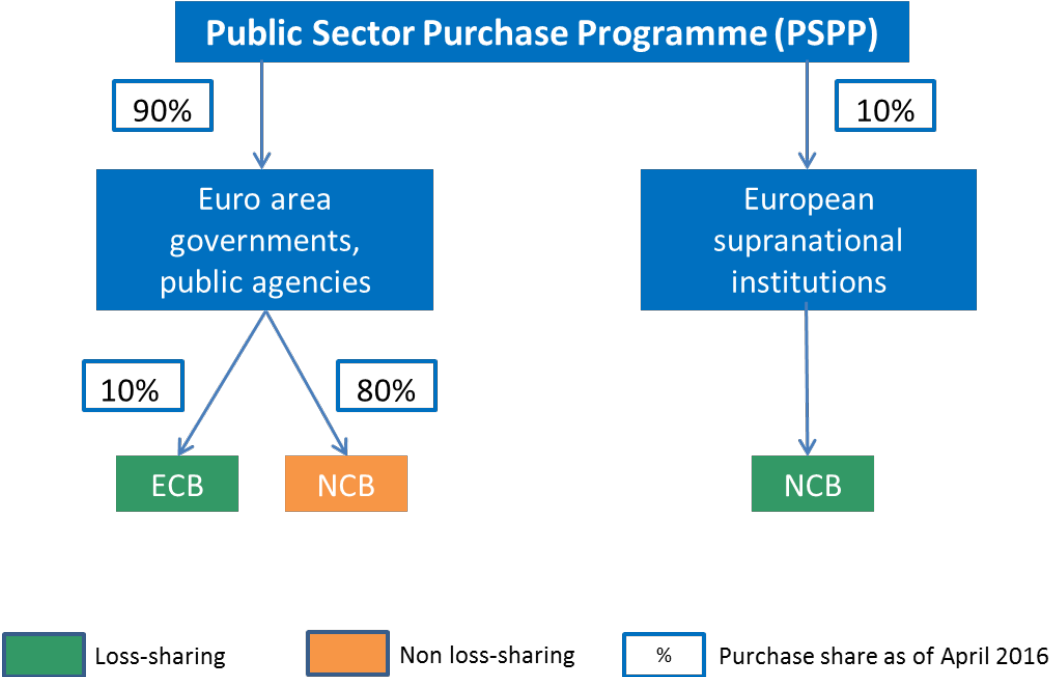 Public Sector Purchase Programme (PSPP)
90%
10%
Euro area
governments,
public agencies
European
supranational
institutions
10%
80%
ECB
NCB
NCB
Loss-sharing
Non loss-sharing
%
Purchase share as of April 2016